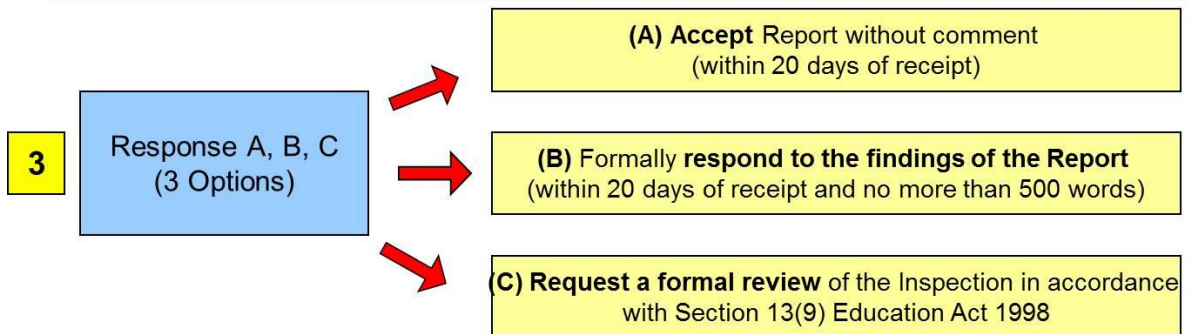 (A) Accept Report without comment
(within 20 days of receipt)
3
Response A, B, C
(3 Options)
(B) Formally respond to the findings of the Report
(within 20 days of receipt and no more than 500 words)
(C) Request a formal review of the Inspection in accordance
with Section 13(9) Education Act 1998